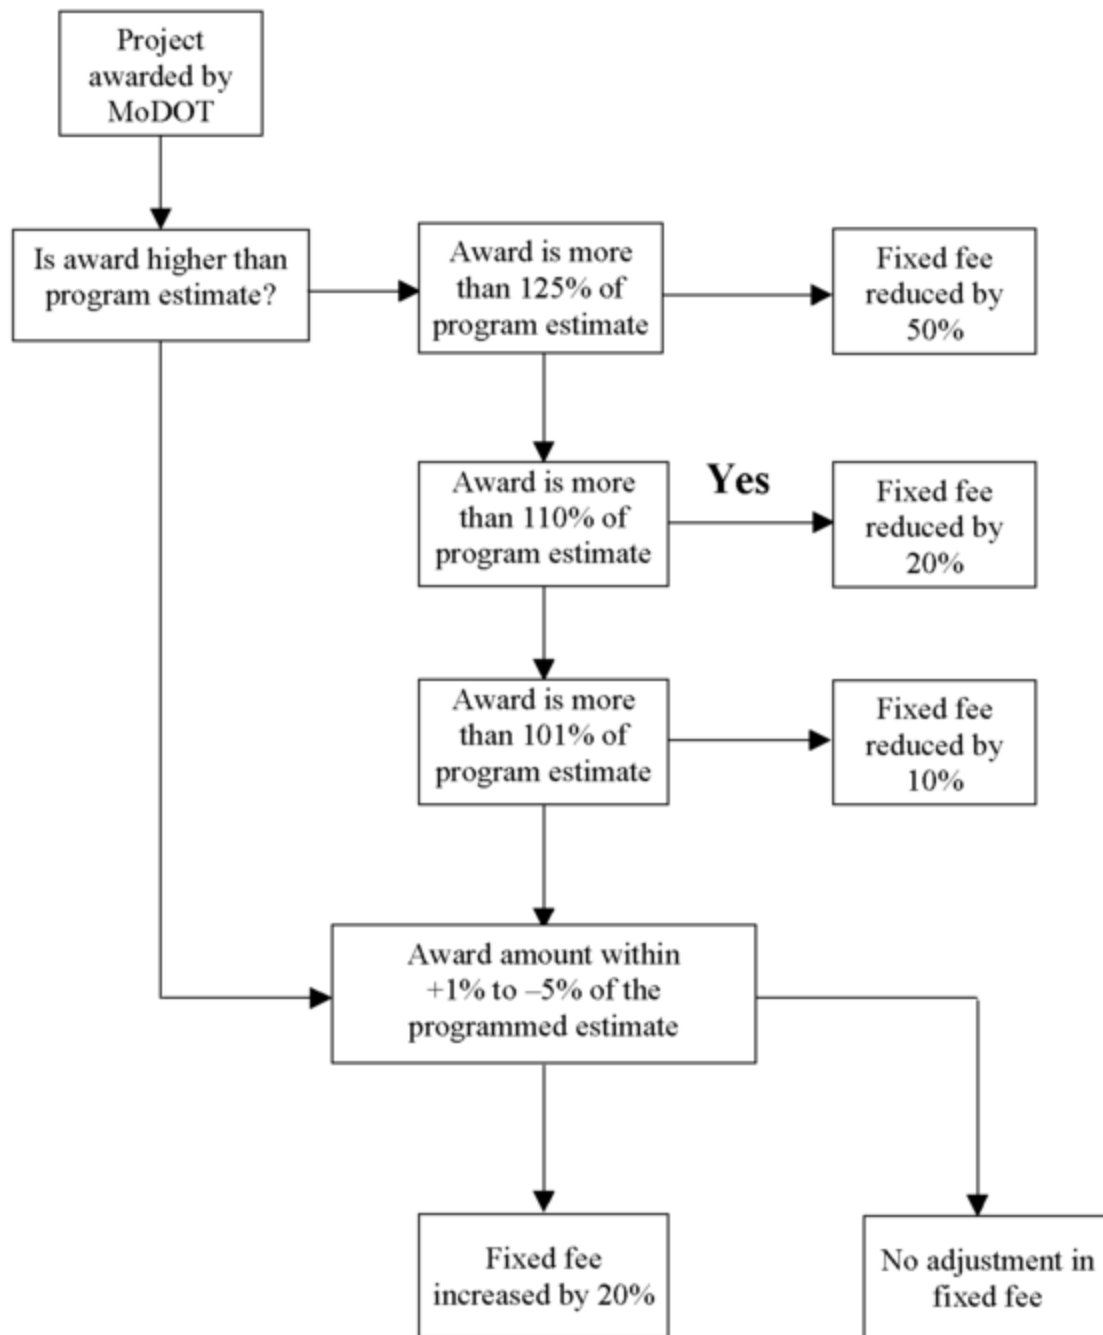 Project
awarded by
MoDOT
Is award higher than
program estimate?
Award is more
than 125% of
program estimate
Fixed fee
reduced by
50%
Award is more
than 110% of
program estimate
Yes
Fixed fee
reduced by
20%
Award is more
than 101% of
program estimate
Fixed fee
reduced by
10%
Award amount within
+1% to –5% of the
programmed estimate
Fixed fee
increased by 20%
No adjustment in
fixed fee